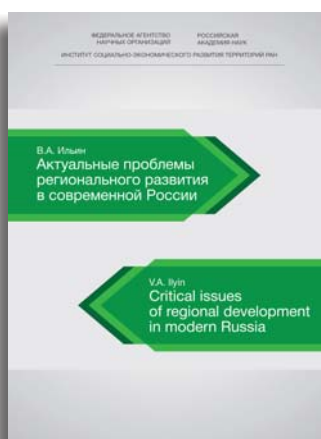 ФЕДЕРАЛЬНОЕ АГЕНТСТВО
НАУЧНЫХ ОРГАНИЗАЦИЙ
РОССИЙСКАЯ
АКАДЕМИЯ НАУК
ИНСТИТУТ СОЦИАЛЬНО-ЭКОНОМИЧЕСКОГО РАЗВИТИЯ ТЕРРИТОРИЙ РАН
В.А. Ильин
Актуальные проблемы
регионального развития
в современной России
V.A. Ilyin
Critical issues
of regional development
in modern Russia